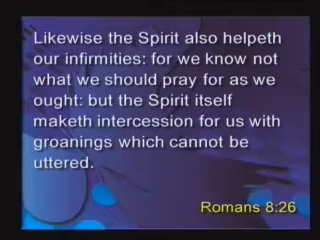 Likewise the Spirit also helpeth
our infirmities: for we know not
what we should pray for as we
ought: but the Spirit itself
maketh intercession for us with
groanings which cannot be
uttered.
Romans 8:26